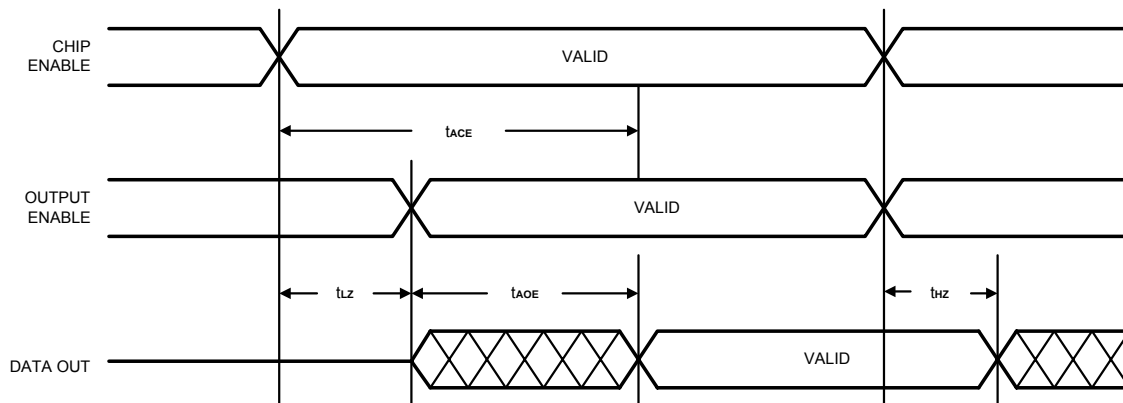 CHIP
ENABLE
VALID
tACE
OUTPUT
ENABLE
VALID
tLZ
tAOE
tHZ
DATA OUT
VALID